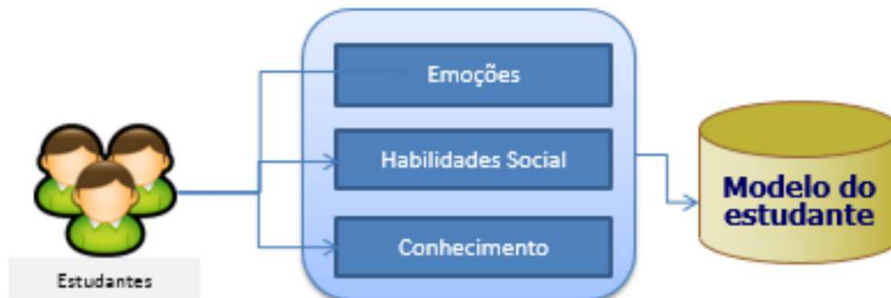 Emoções
Habilidades Social
Conhecimento
Estudantes
Modelo do
estudante